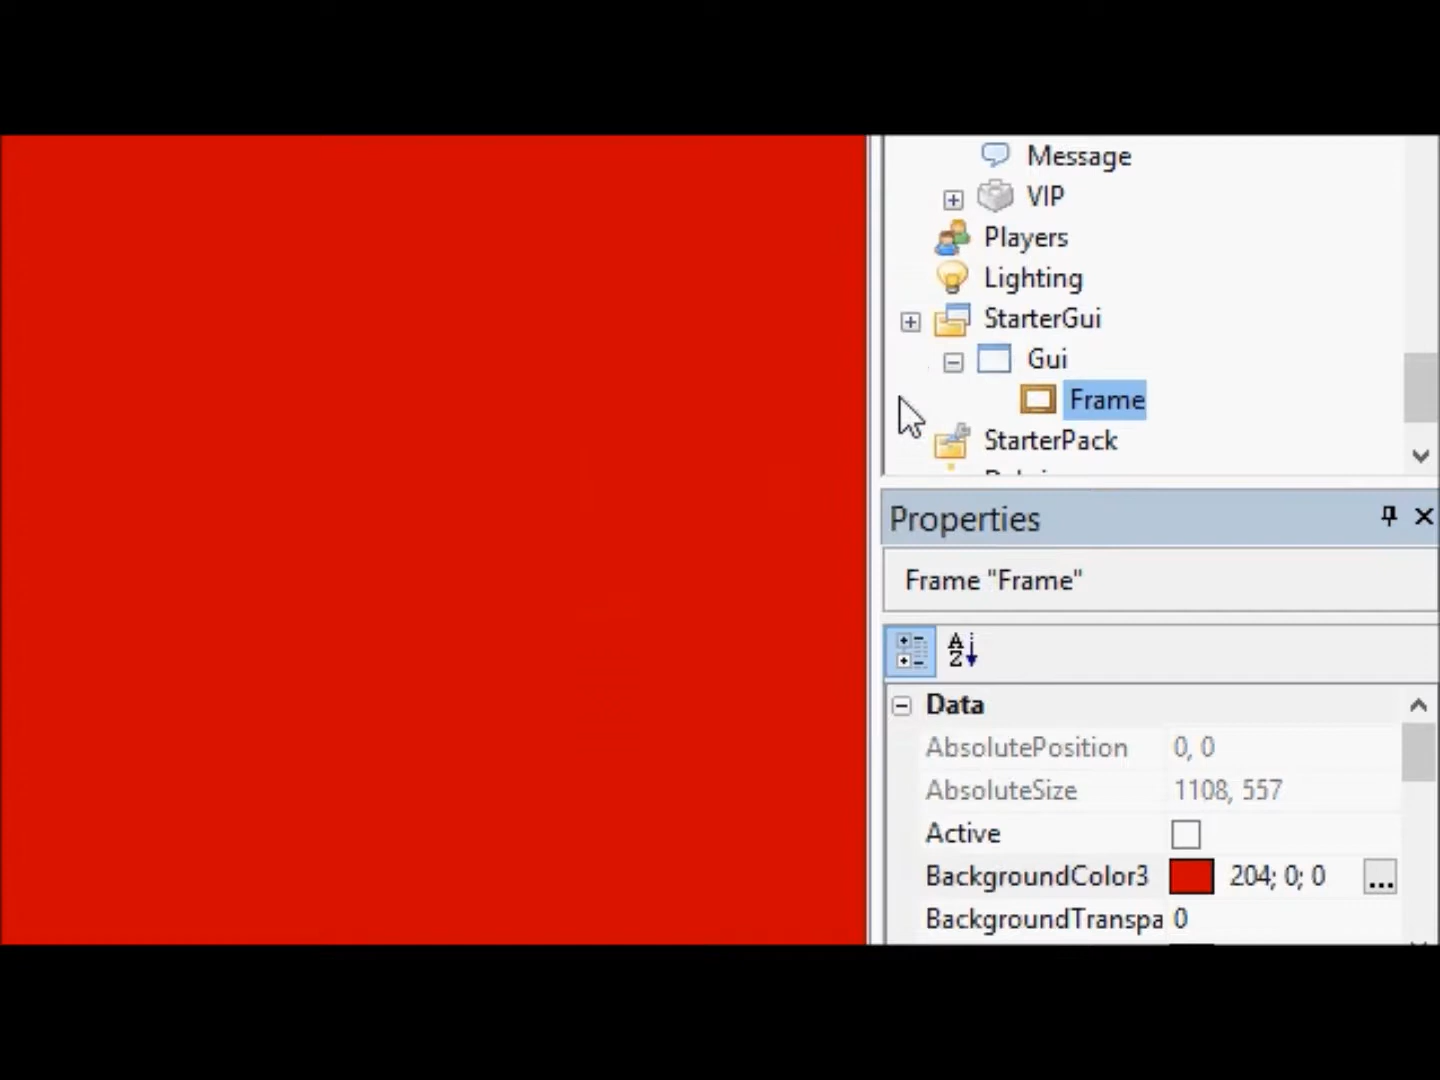 Message
VIP
Players
Lighting
StarterGui
Gui
Frame
StarterPack
Properties
Frame "Frame"
A
Z
Data
AbsolutePosition 0, 0
AbsoluteSize 1108, 557
Active
BackgroundColor3 204; 0; 0 ...
BackgroundTranspa 0